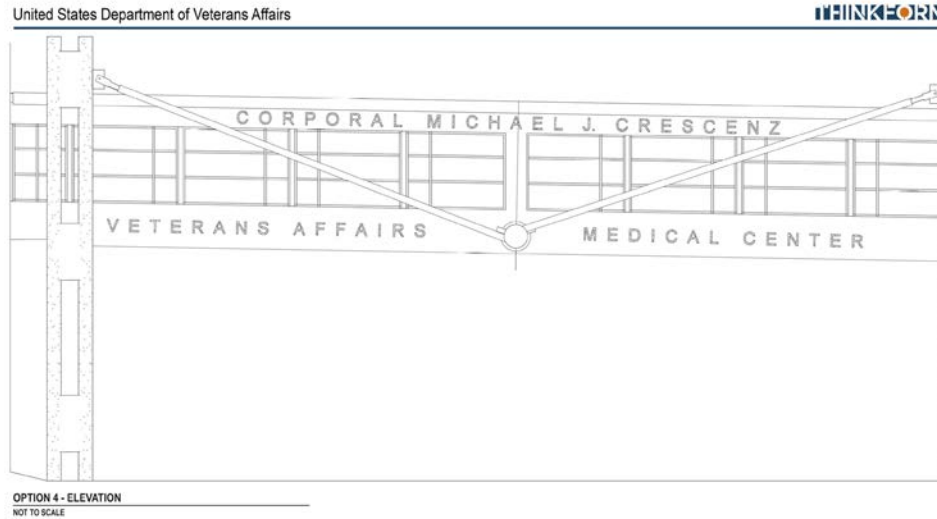 United States Department of Veterans Affairs
THINKFORM
CORPORAL MICHAEL J. CRESCENZ
VETERANS AFFAIRS MEDICAL CENTER
OPTION 4 - ELEVATION
NOT TO SCALE